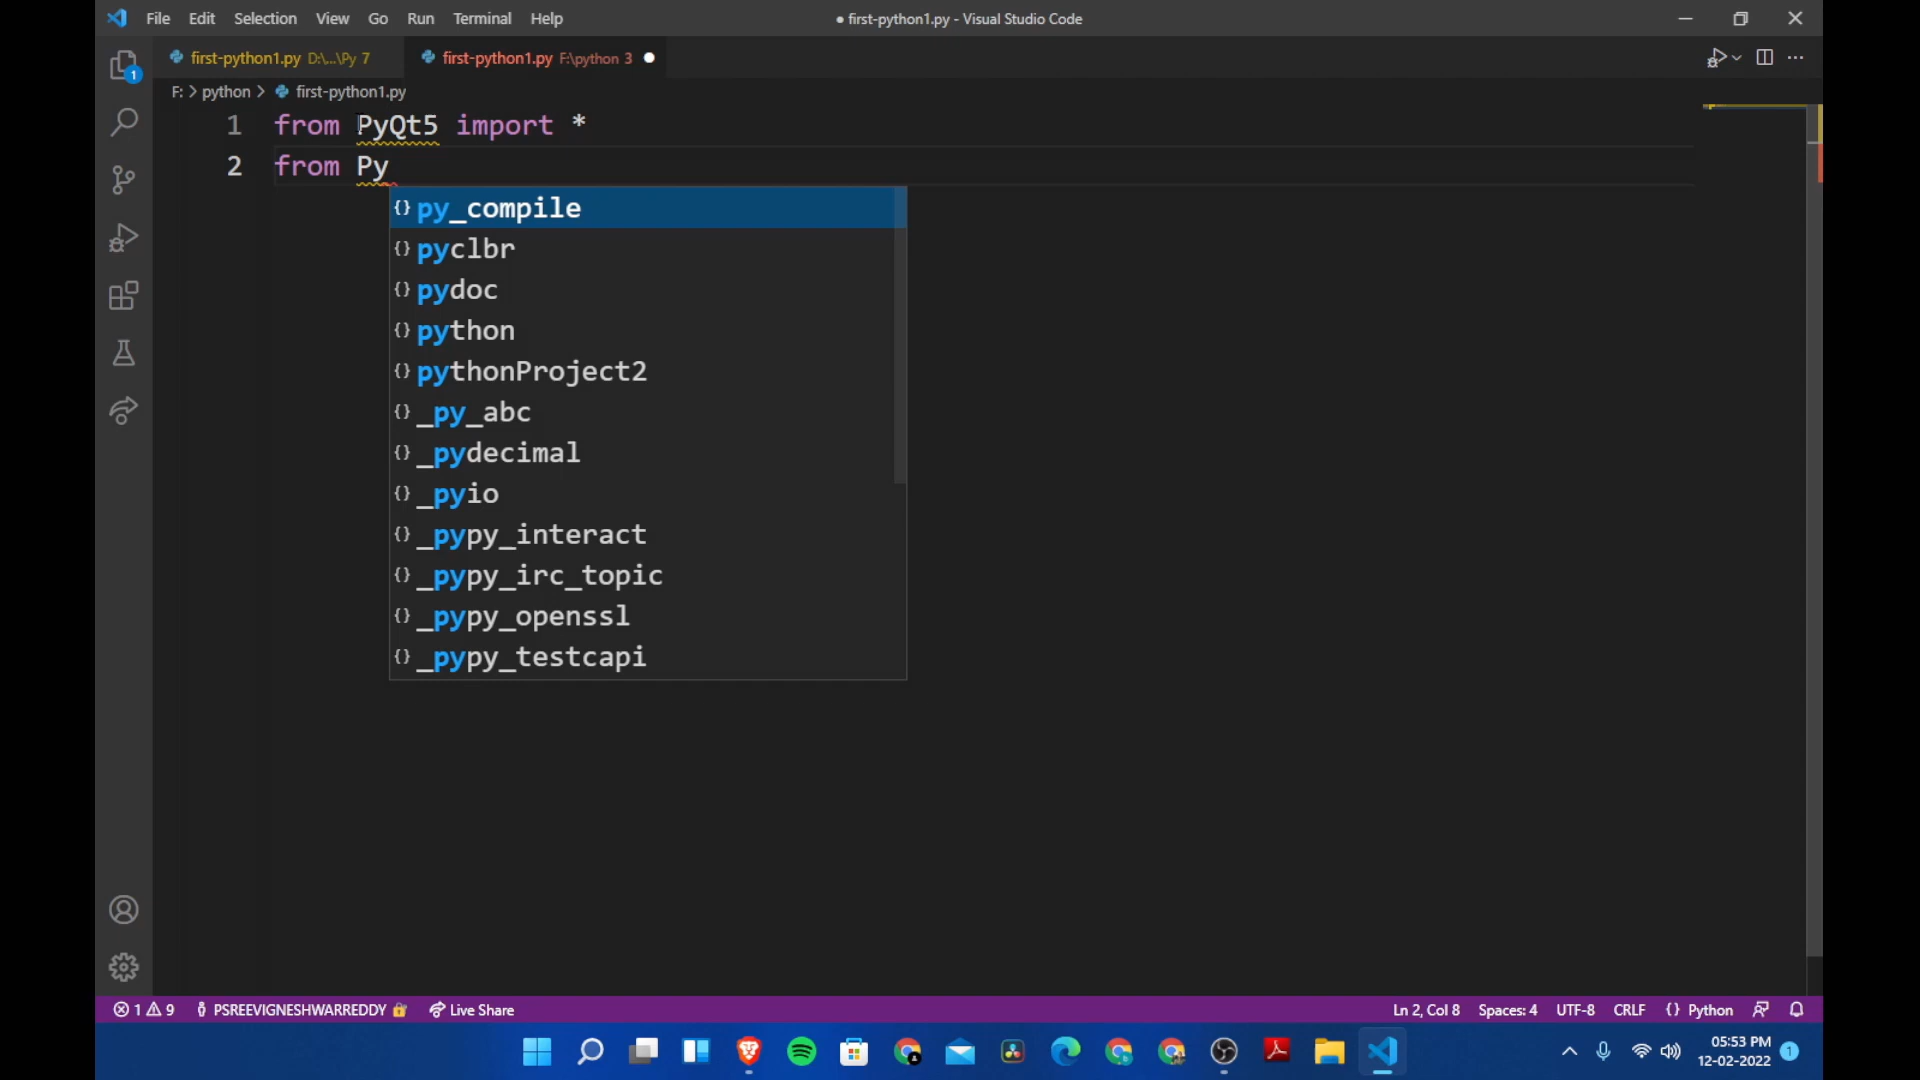 File Edit Selection View Go Run Terminal Help
● first-python1.py - Visual Studio Code
first-python1.py D:\...\Py 7
first-python1.py F:\python 3 ●
F: > python > first-python1.py
1 from PyQt5 import *
2 from Py
py_compile
pyclbr
pydoc
python
pythonProject2
_py_abc
_pydecimal
_pyio
_pypy_interact
_pypy_irc_topic
_pypy_openssl
_pypy_testcapi
1
1 9 PSREEVIGNESHWARREDDY Live Share
Ln 2, Col 8 Spaces: 4 UTF-8 CRLF {} Python
05:53 PM
12-02-2022
1